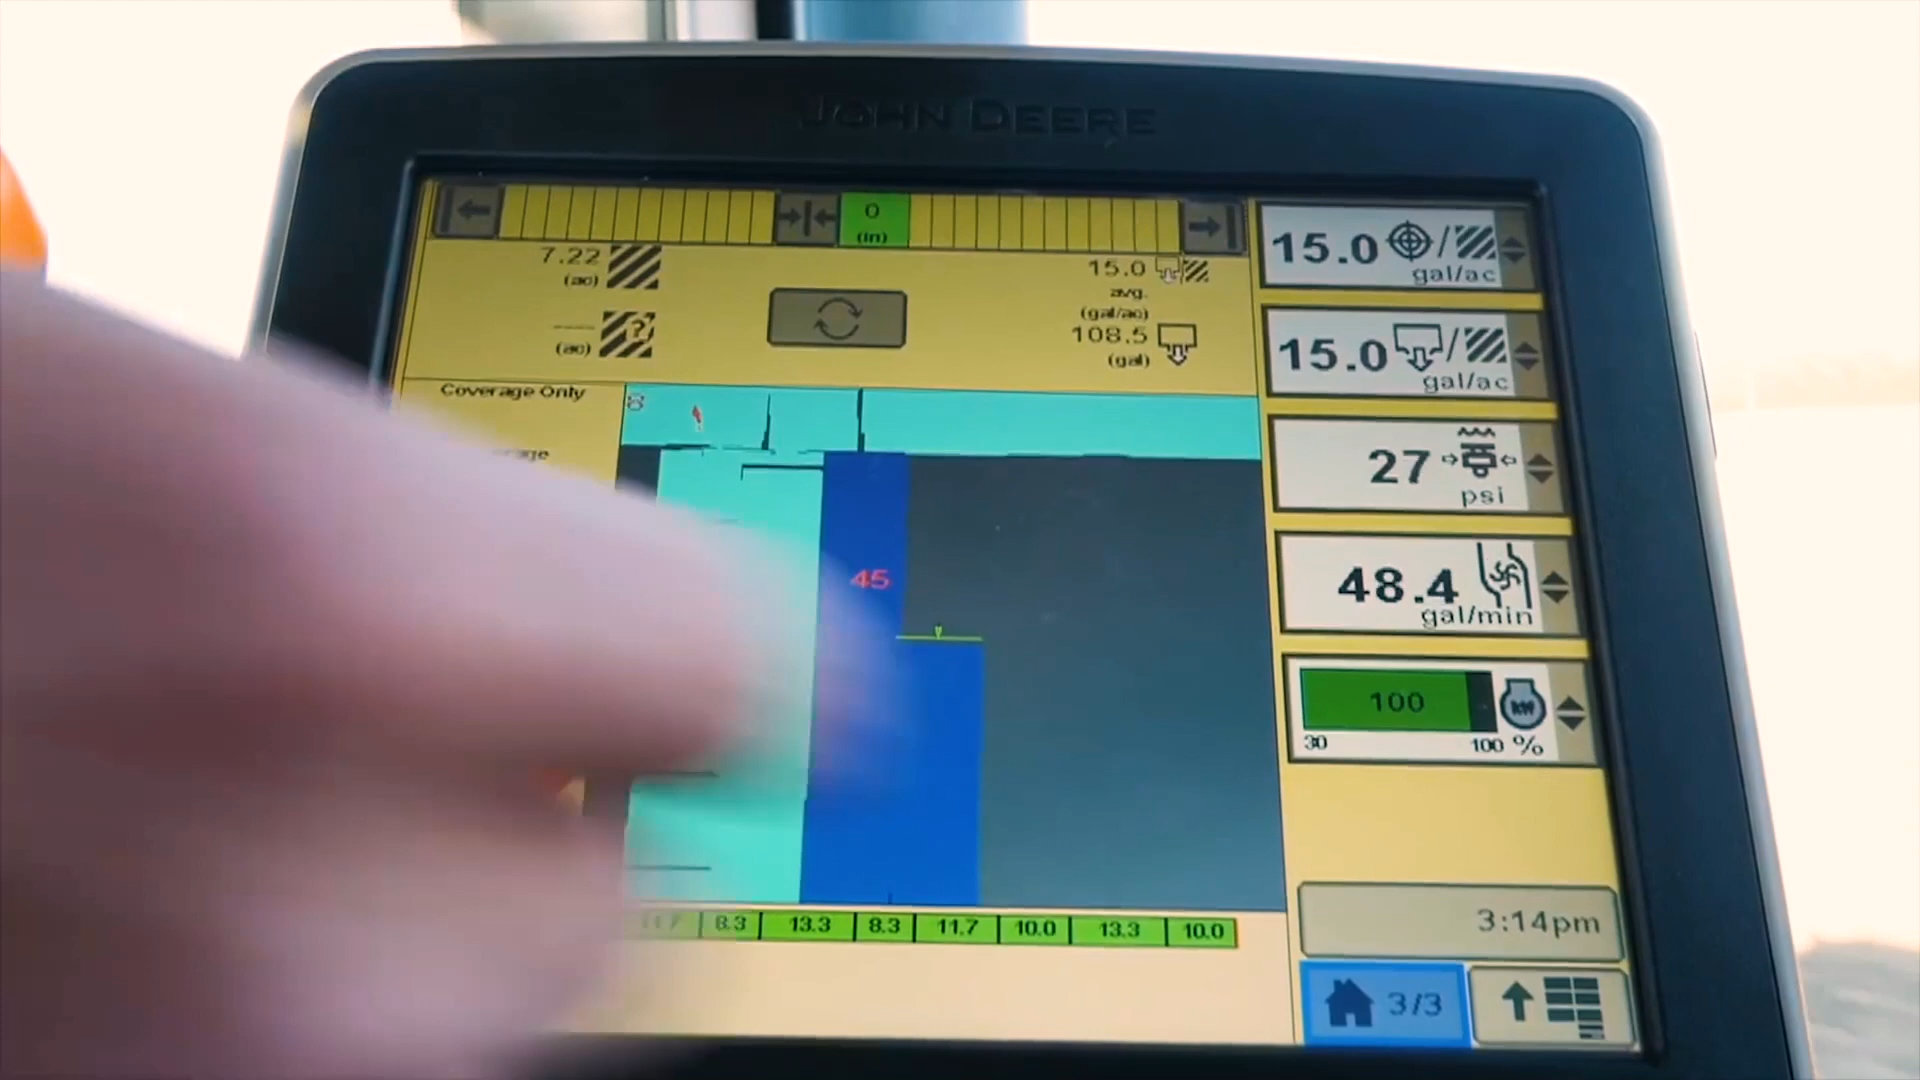 JOHN DEERE
0
(in)
7.22
(ac)
(ac)
15.0
avg.
(gal/ac)
108.5
(gal)
Coverage Only
45
8.3 13.3 8.3 11.7 10.0 13.3 10.0
15.0 /
gal/ac
15.0 /
gal/ac
27
psi
48.4
gal/min
100
30 100 %
3:14pm
3/3